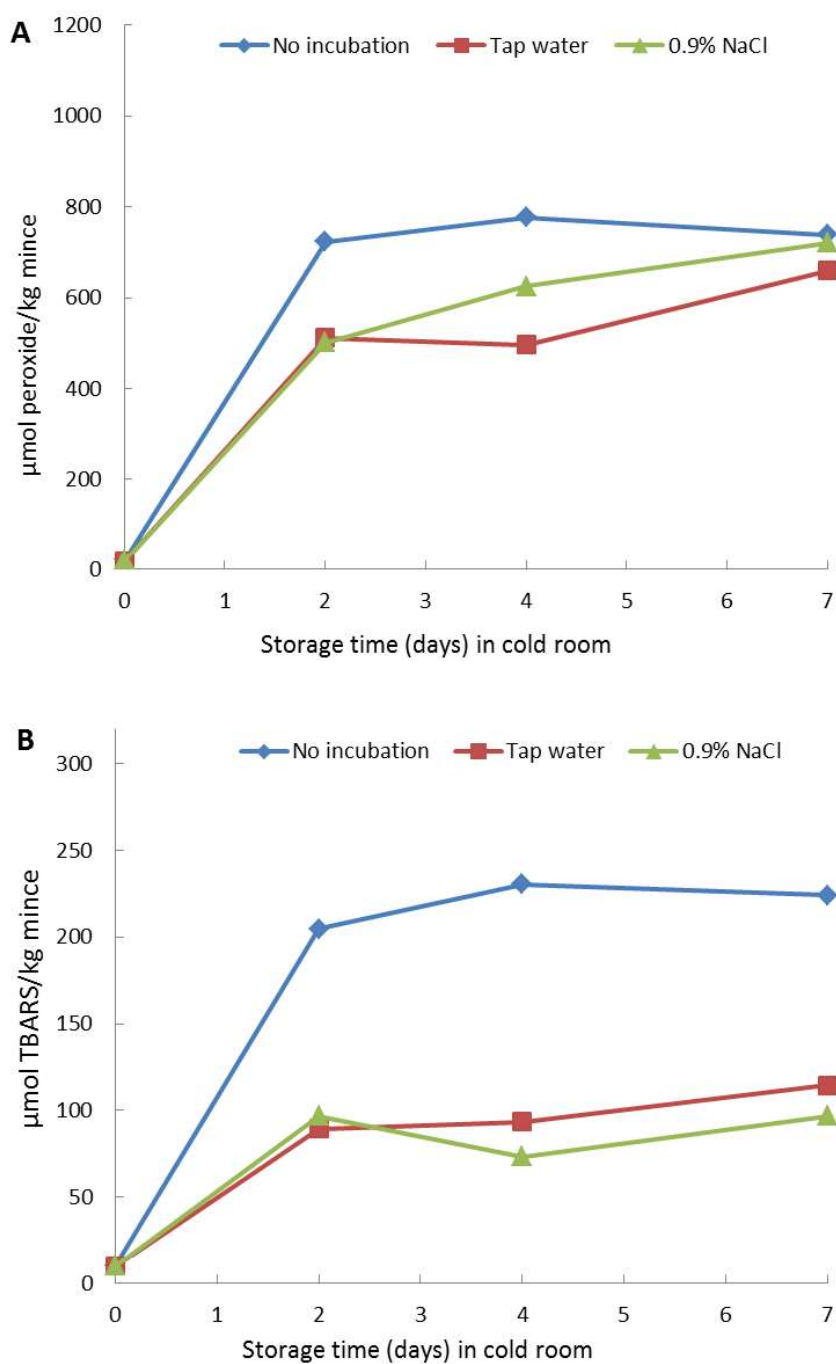 A
1200
No incubation Tap water 0.9% NaCl
1000
800
600
400
200
0
µmol peroxide/kg mince
0 1 2 3 4 5 6 7
Storage time (days) in cold room
B
300
No incubation Tap water 0.9% NaCl
250
200
150
100
50
0
µmol TBARS/kg mince
0 1 2 3 4 5 6 7
Storage time (days) in cold room